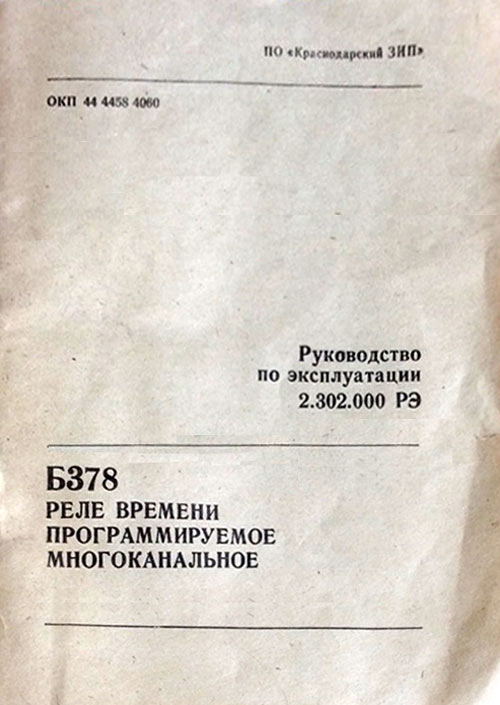 ПО «Краснодарский ЗИП»
ОКП 44 4458 4060
Руководство
по эксплуатации
2.302.000 РЭ
Б378
РЕЛЕ ВРЕМЕНИ
ПРОГРАММИРУЕМОЕ
МНОГОКАНАЛЬНОЕ